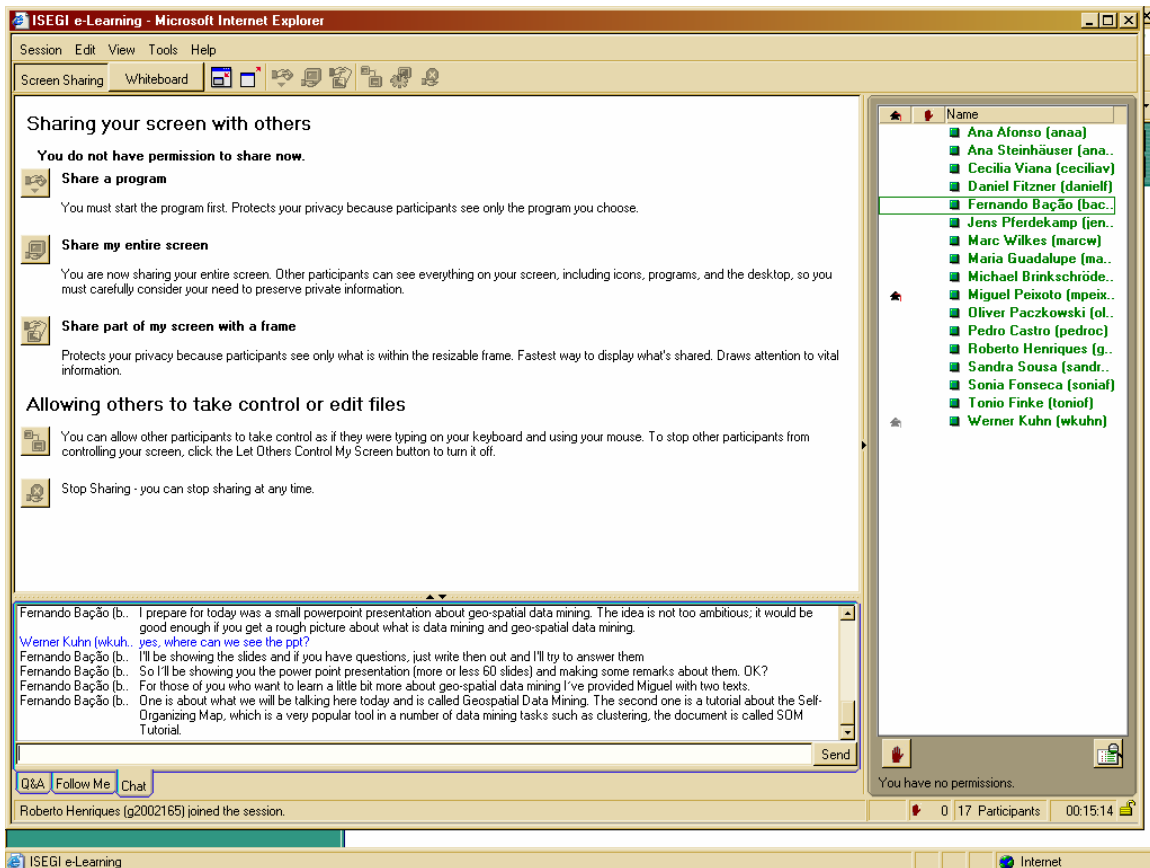 ISEGI e-Learning - Microsoft Internet Explorer
Session Edit View Tools Help
Screen Sharing Whiteboard
Sharing your screen with others
You do not have permission to share now.
Share a program
You must start the program first. Protects your privacy because participants see only the program you choose.
Share my entire screen
You are now sharing your entire screen. Other participants can see everything on your screen, including icons, programs, and the desktop, so you
must carefully consider your need to preserve private information.
Share part of my screen with a frame
Protects your privacy because participants see only what is within the resizable frame. Fastest way to display what's shared. Draws attention to vital
information.
Allowing others to take control or edit files
You can allow other participants to take control as if they were typing on your keyboard and using your mouse. To stop other participants from
controlling your screen, click the Let Others Control My Screen button to turn it off.
Stop Sharing - you can stop sharing at any time.
Name
Ana Afonso (anaa)
Ana Steinhäuser (ana..
Cecilia Viana (ceciliav)
Daniel Fitzner (danielf)
Fernando Bação (bac..
Jens Pferdekamp (jen..
Marc Wilkes (marcw)
Maria Guadalupe (ma..
Michael Brinkschröde..
Miguel Peixoto (mpeix..
Oliver Paczkowski (ol..
Pedro Castro (pedroc)
Roberto Henriques (g..
Sandra Sousa (sandr..
Sonia Fonseca (soniaf)
Tonio Finke (toniof)
Werner Kuhn (wkuhn)
Fernando Bação (b.. I prepare for today was a small powerpoint presentation about geo-spatial data mining. The idea is not too ambitious; it would be
good enough if you get a rough picture about what is data mining and geo-spatial data mining.
Werner Kuhn (wkuh.. yes, where can we see the ppt?
Fernando Bação (b.. I'll be showing the slides and if you have questions, just write then out and I'll try to answer them
Fernando Bação (b.. So I´ll be showing you the power point presentation (more or less 60 slides) and making some remarks about them. OK?
Fernando Bação (b.. For those of you who want to learn a little bit more about geo-spatial data mining I´ve provided Miguel with two texts.
Fernando Bação (b.. One is about what we will be talking here today and is called Geospatial Data Mining. The second one is a tutorial about the Self-
Organizing Map, which is a very popular tool in a number of data mining tasks such as clustering, the document is called SOM
Tutorial.
Send
Q&A Follow Me Chat
You have no permissions.
Roberto Henriques (g2002165) joined the session.
0 17 Participants 00:15:14
ISEGI e-Learning
Internet